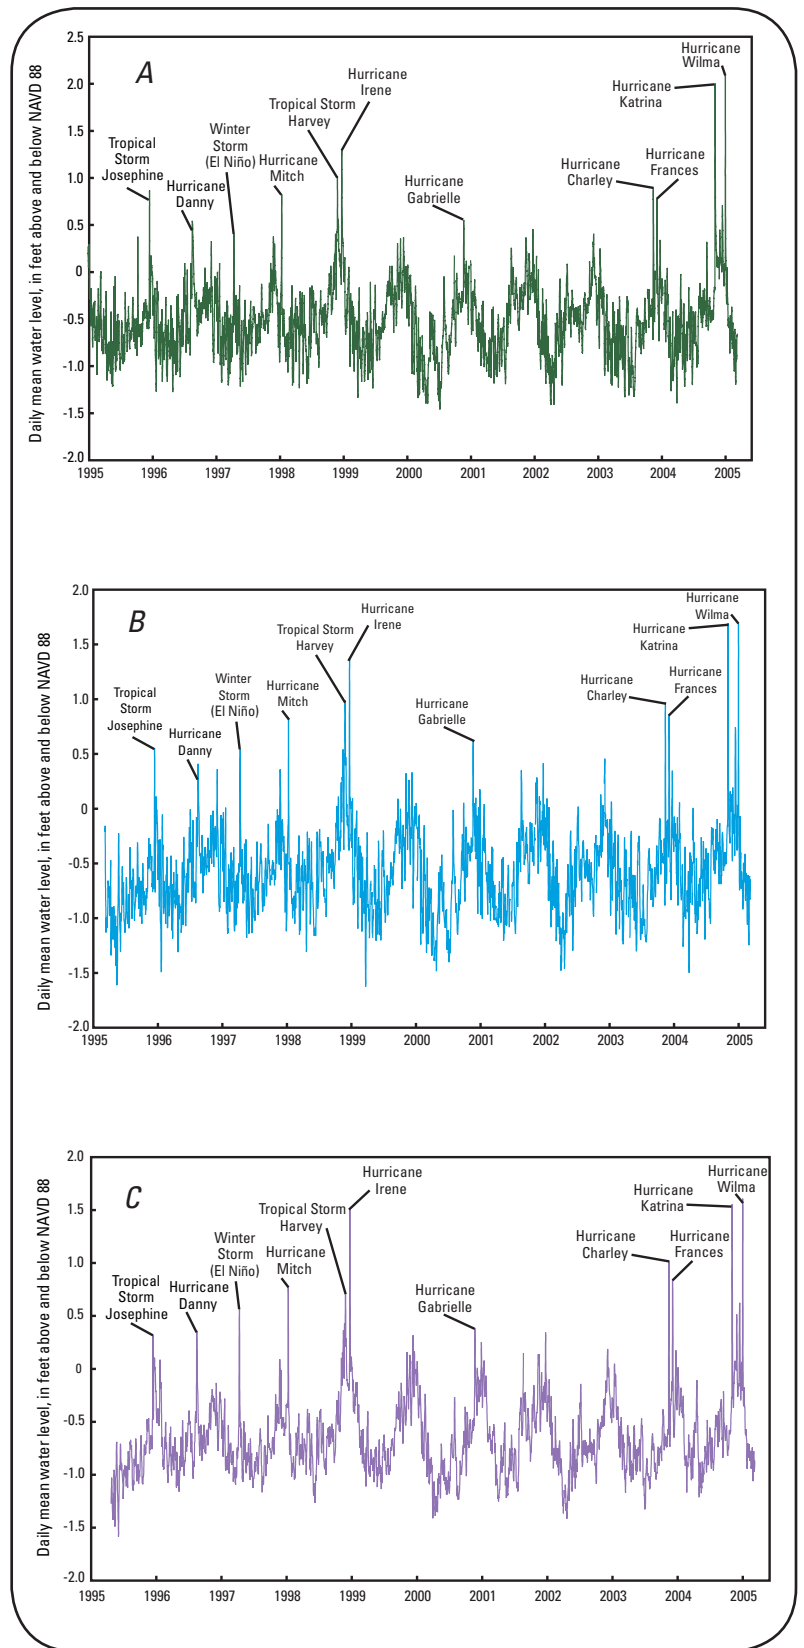 Daily mean water level, in feet above and below NAVD 88
A
2.5
2.0
1.5
1.0
0.5
0
-0.5
-1.0
-1.5
-2.0
Tropical
Storm
Josephine
Hurricane
Danny
Winter
Storm
(El Niño)
Hurricane
Mitch
Tropical Storm
Harvey
Hurricane
Irene
Hurricane
Gabrielle
Hurricane
Charley
Hurricane
Frances
Hurricane
Katrina
Hurricane
Wilma
1995 1996 1997 1998 1999 2000 2001 2002 2003 2004 2005
Daily mean water level, in feet above and below NAVD 88
B
2.0
1.5
1.0
0.5
0
-0.5
-1.0
-1.5
-2.0
Tropical
Storm
Josephine
Hurricane
Danny
Winter
Storm
(El Niño)
Hurricane
Mitch
Tropical Storm
Harvey
Hurricane
Irene
Hurricane
Gabrielle
Hurricane
Charley
Hurricane
Frances
Hurricane
Katrina
Hurricane
Wilma
1995 1996 1997 1998 1999 2000 2001 2002 2003 2004 2005
Daily mean water level, in feet above and below NAVD 88
C
2.0
1.5
1.0
0.5
0
-0.5
-1.0
-1.5
-2.0
Tropical
Storm
Josephine
Hurricane
Danny
Winter
Storm
(El Niño)
Hurricane
Mitch
Tropical Storm
Harvey
Hurricane
Irene
Hurricane
Gabrielle
Hurricane
Charley
Hurricane
Frances
Hurricane
Katrina
Hurricane
Wilma
1995 1996 1997 1998 1999 2000 2001 2002 2003 2004 2005